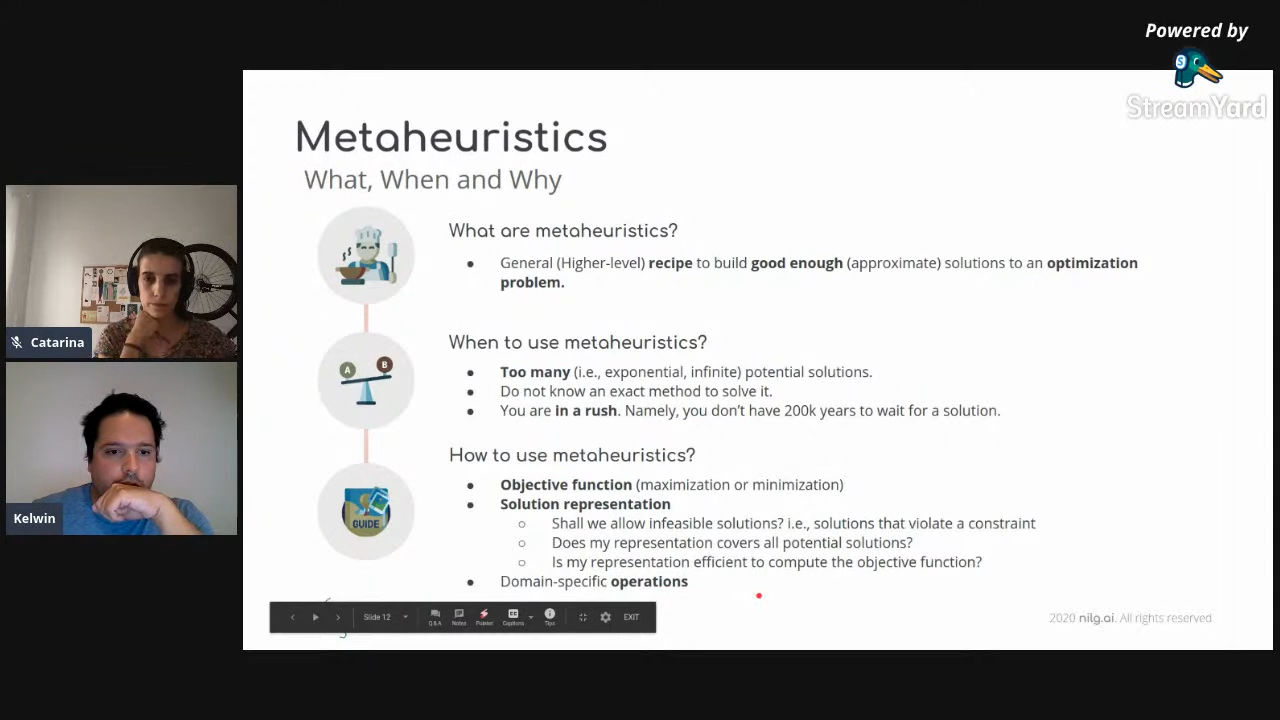 Powered by
StreamYard
Metaheuristics
What, When and Why
What are metaheuristics?
● General (Higher-level) recipe to build good enough (approximate) solutions to an optimization
problem.
A
B
When to use metaheuristics?
● Too many (i.e., exponential, infinite) potential solutions.
● Do not know an exact method to solve it.
● You are in a rush. Namely, you don't have 200k years to wait for a solution.
How to use metaheuristics?
● Objective function (maximization or minimization)
● Solution representation
○ Shall we allow infeasible solutions? i.e., solutions that violate a constraint
○ Does my representation covers all potential solutions?
○ Is my representation efficient to compute the objective function?
● Domain-specific operations
GUIDE
Catarina
Kelwin
Slide 12
Q&A
Notes
Pointer
Captions
Tips
EXIT
2020 nilg.ai. All rights reserved.